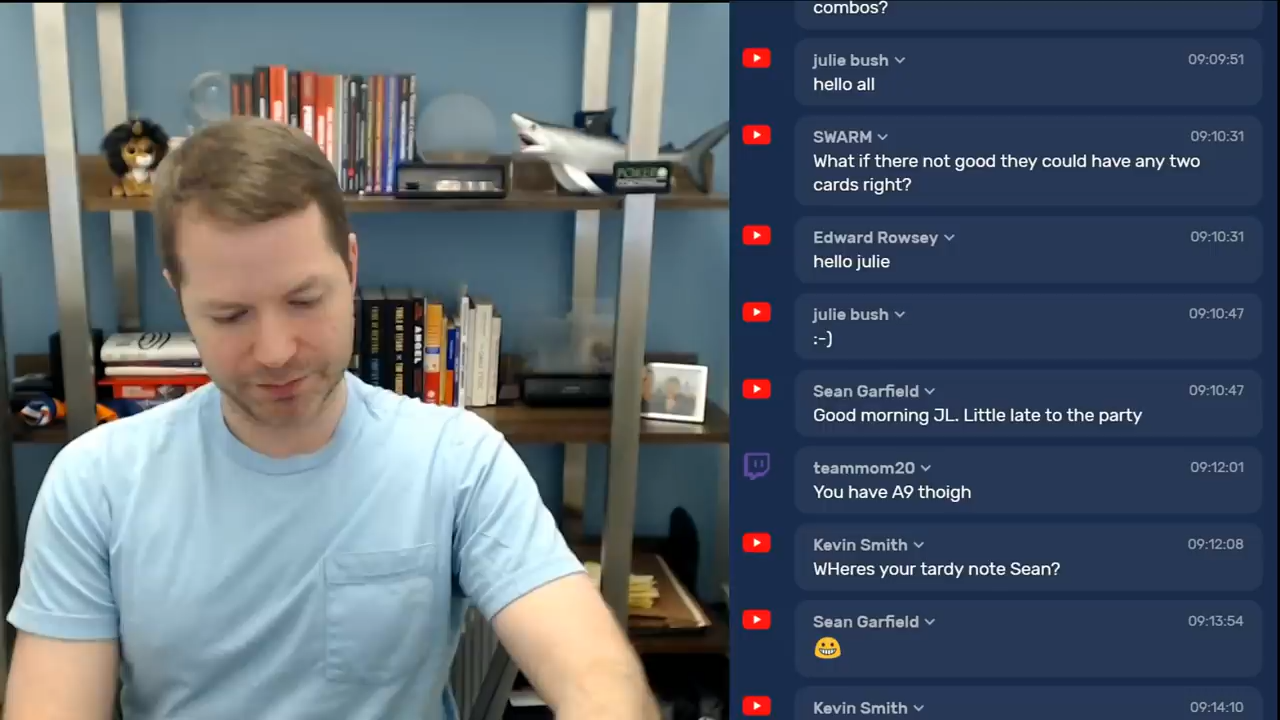 combos?
julie bush 09:09:51
hello all
SWARM 09:10:31
What if there not good they could have any two
cards right?
Edward Rowsey 09:10:31
hello julie
julie bush 09:10:47
:-)
Sean Garfield 09:10:47
Good morning JL. Little late to the party
teammom20 09:12:01
You have A9 thoigh
Kevin Smith 09:12:08
WHeres your tardy note Sean?
Sean Garfield 09:13:54
😀
Kevin Smith 09:14:10
POKER
ANGEL